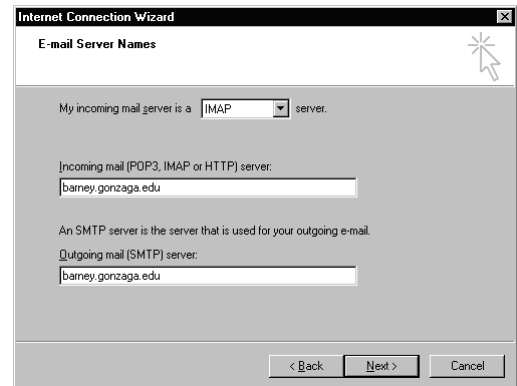 Internet Connection Wizard
E-mail Server Names
My incoming mail server is a IMAP server.
Incoming mail (POP3, IMAP or HTTP) server:
barney.gonzaga.edu
An SMTP server is the server that is used for your outgoing e-mail.
Outgoing mail (SMTP) server:
barney.gonzaga.edu
< Back Next > Cancel